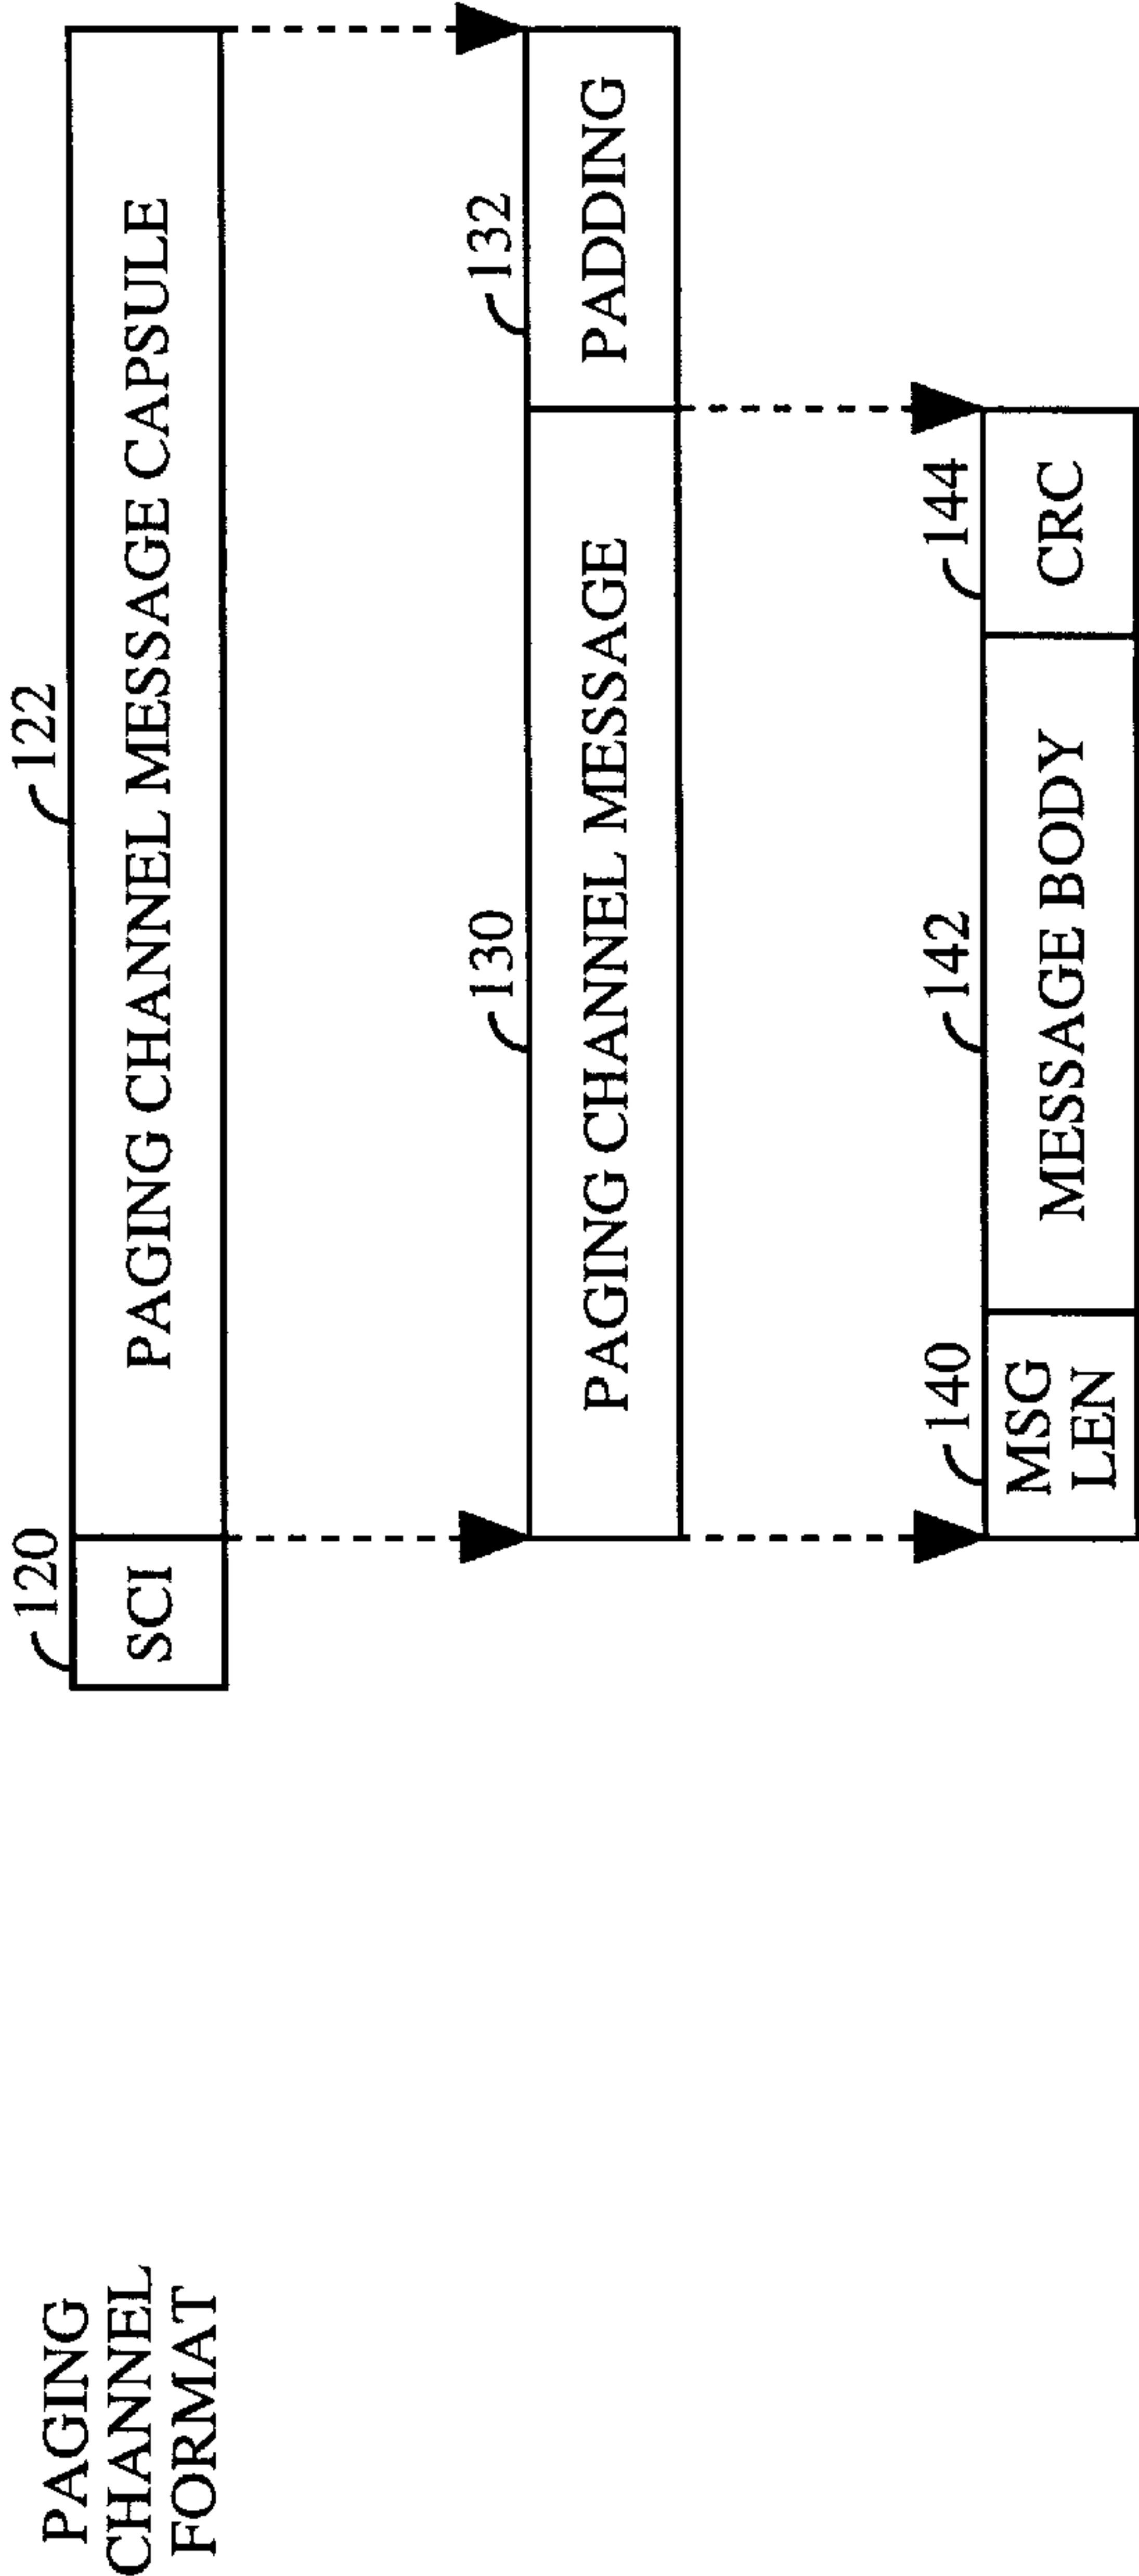 PAGING
CHANNEL
FORMAT
120
122
SCI
PAGING CHANNEL MESSAGE CAPSULE
130
132
PAGING CHANNEL MESSAGE
PADDING
140
142
144
MSG
LEN
MESSAGE BODY
CRC